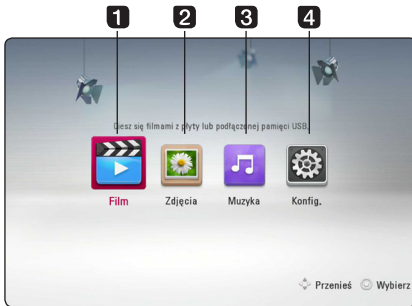 1 2 3 4
Ciesz się filmami z płyty lub podłączonej pamięci USB.
Film Zdjęcia Muzyka Konfig.
Przenieś Wybierz